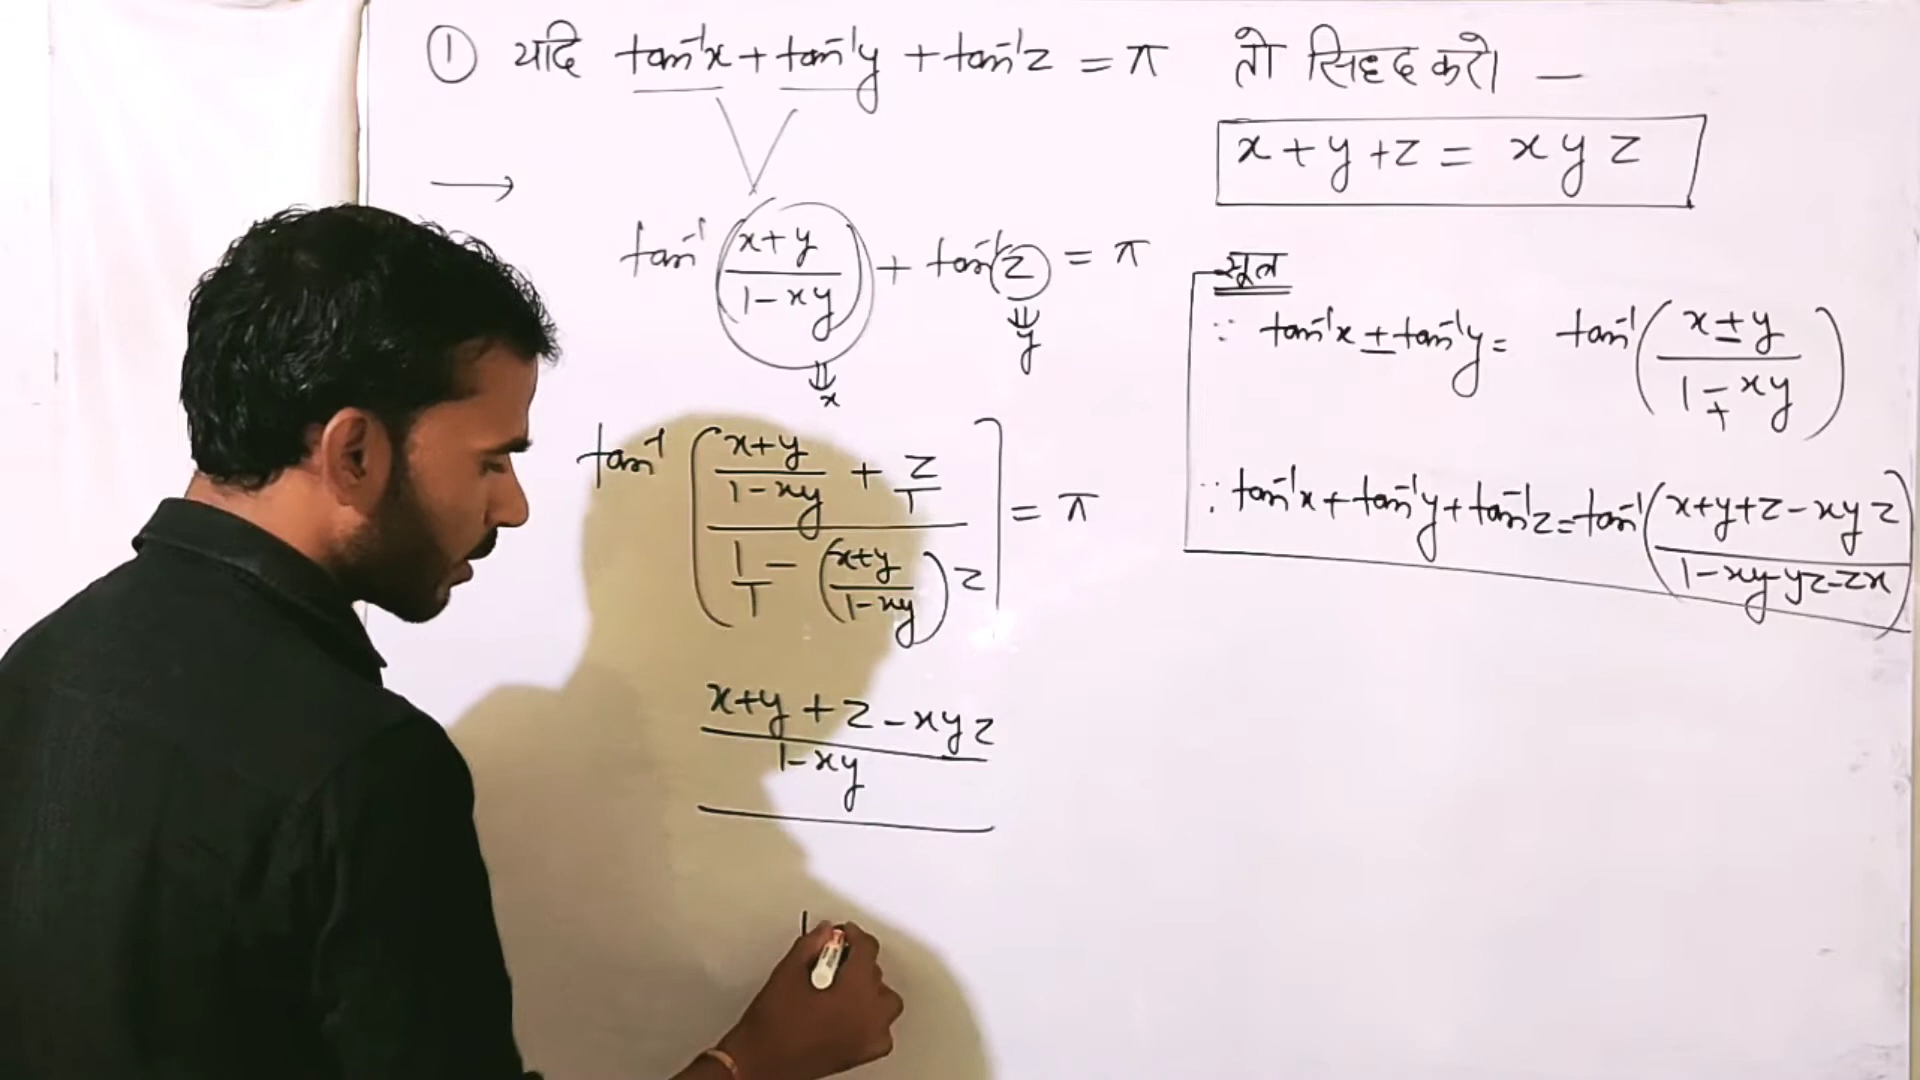 ① यदि tan⁻¹x + tan⁻¹y + tan⁻¹z = π तो सिद्ध करो। —
x + y + z = x y z
→
tan⁻¹ (x+y / 1-xy) + tan⁻¹(z) = π
⇓ x
⇓ y
tan⁻¹ [ (x+y / 1-xy + z / 1) / (1 / 1 - (x+y / 1-xy) z) ] = π
x+y+z-xyz
1-xy
1
सूत्र
∵ tan⁻¹x ± tan⁻¹y = tan⁻¹ ( x±y / 1∓xy )
∵ tan⁻¹x + tan⁻¹y + tan⁻¹z = tan⁻¹ ( x+y+z-xyz / 1-xy-yz-zx )